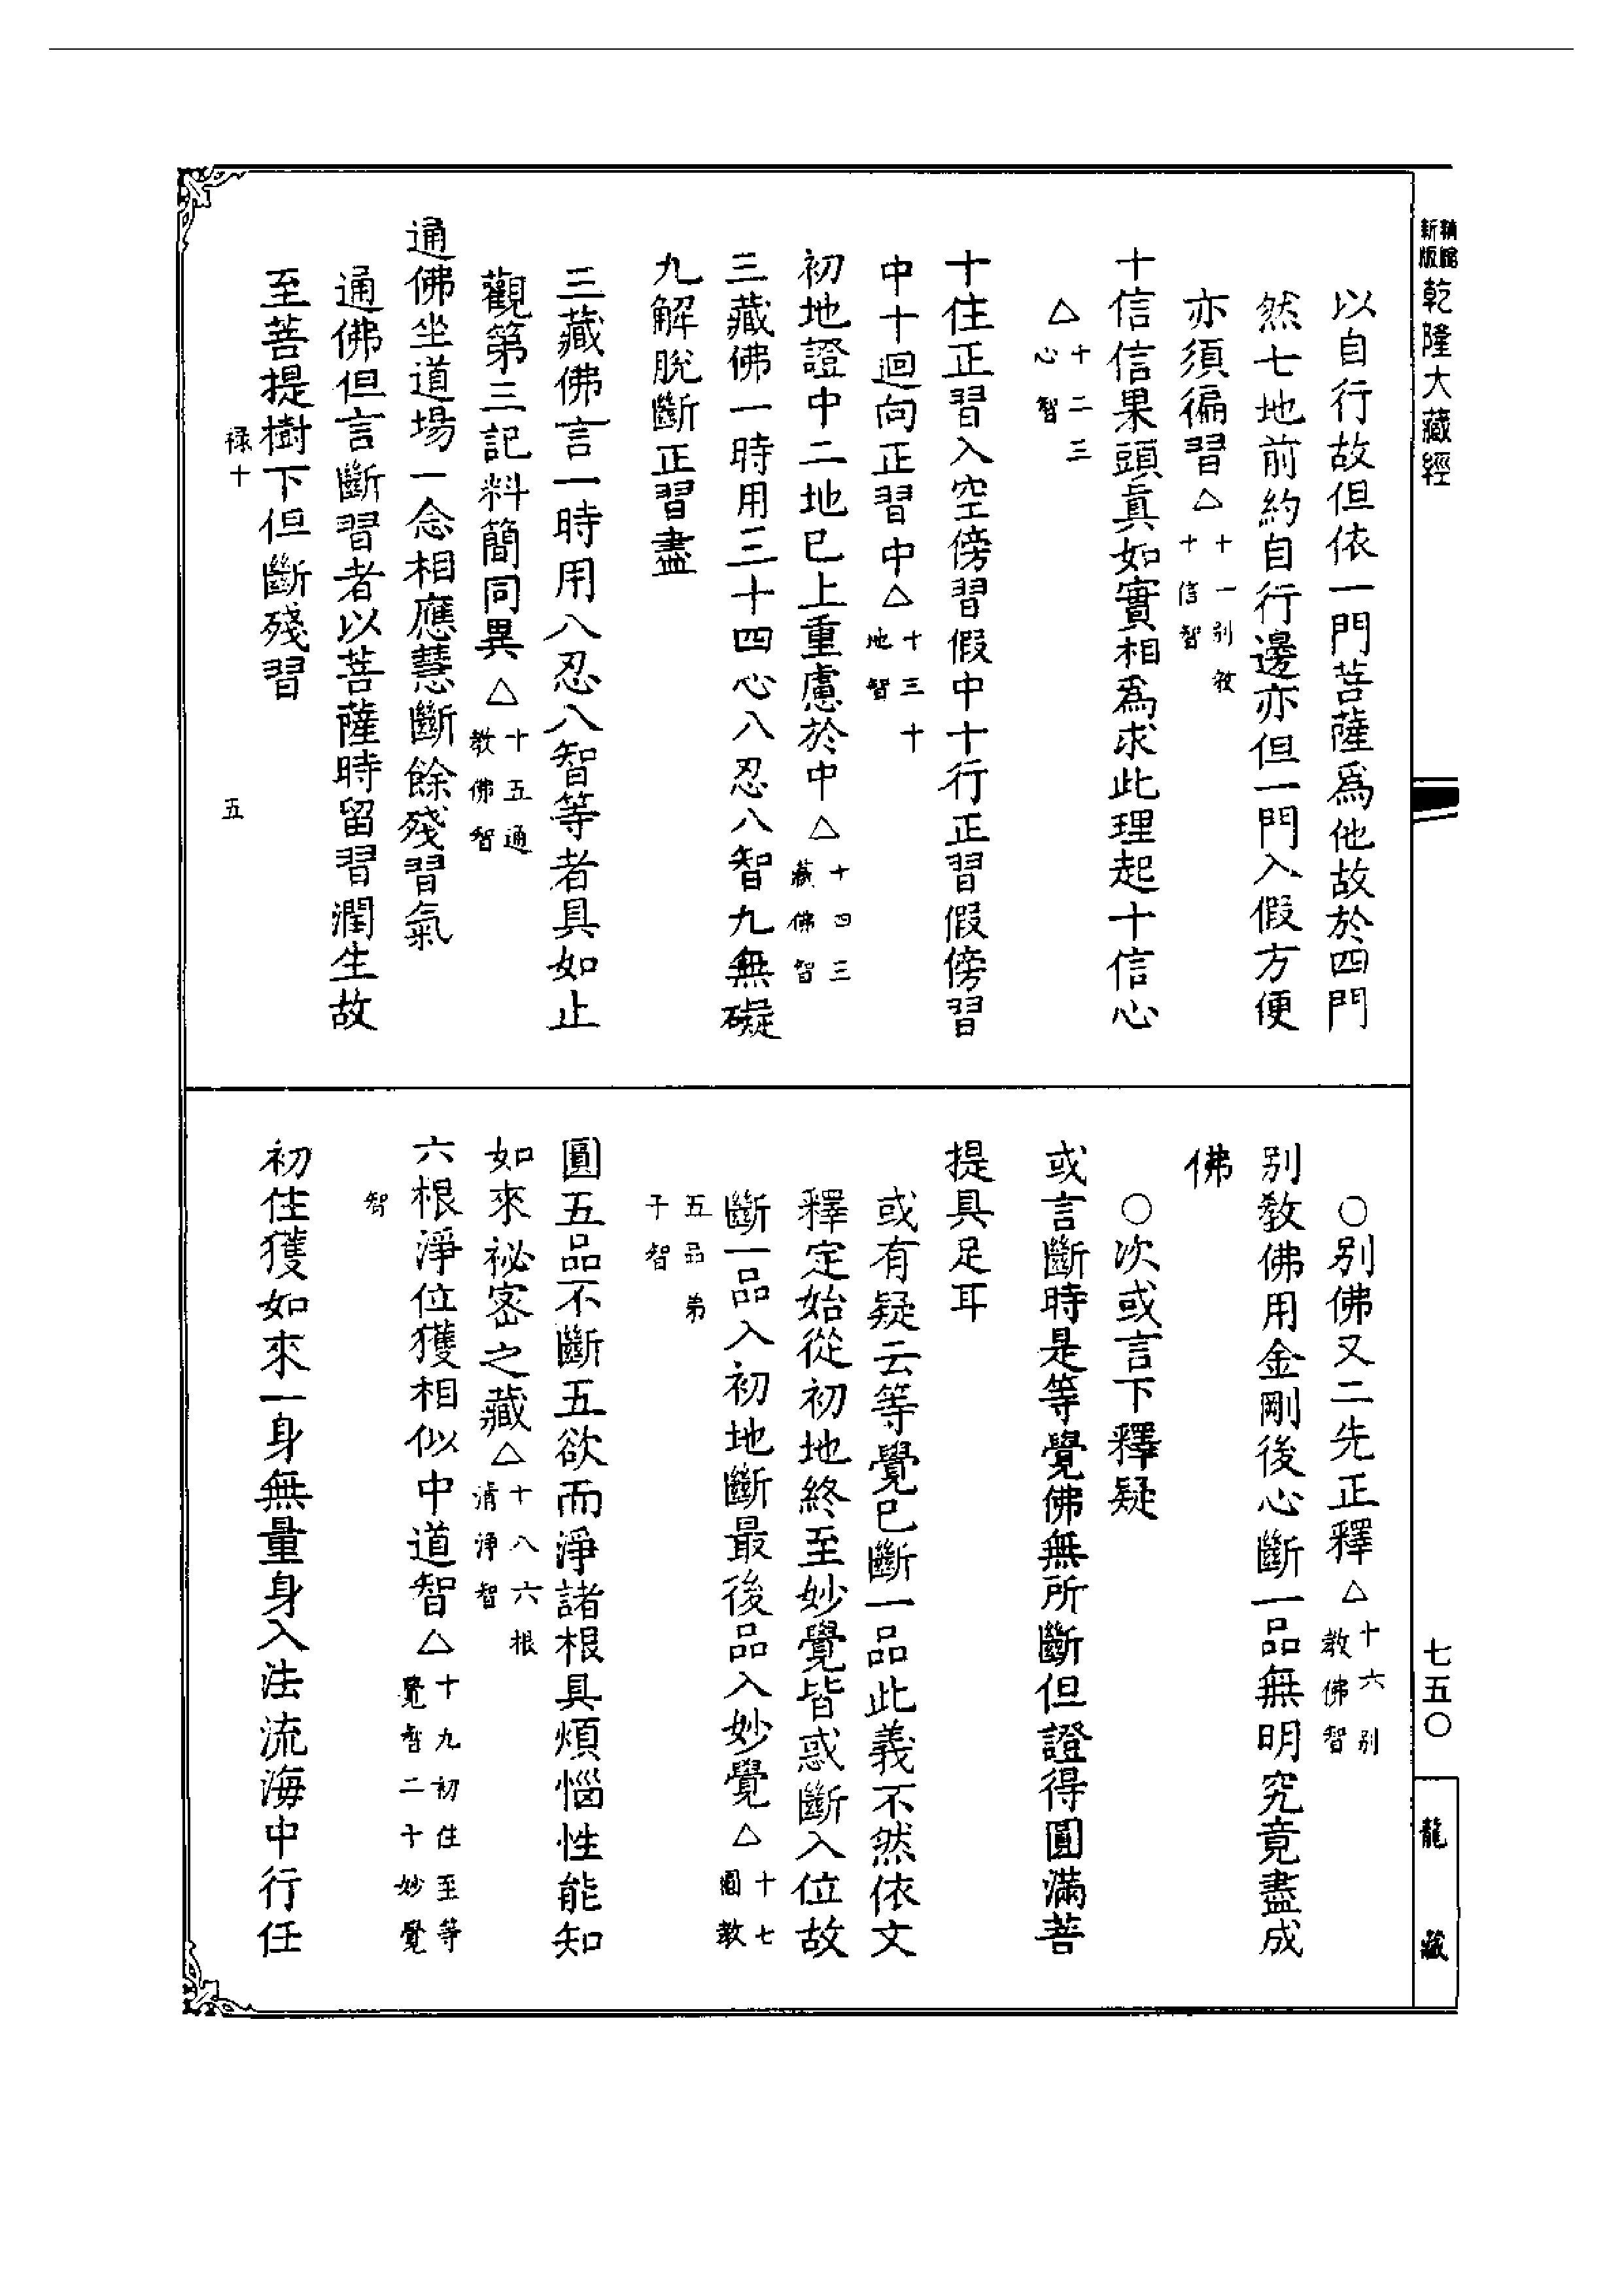 新版
精縮
乾隆大藏經
七五〇
龍藏
以自行故但依一門菩薩爲他故於四門
然七地前約自行邊亦但一門入假方便
亦須徧習△十一别教十信智
十信信果頭眞如實相爲求此理起十信心
△十二三心智
十住正習入空傍習假中十行正習假傍習
中十迴向正習中△十三十地智
初地證中二地已上重慮於中△十四三藏佛智
三藏佛一時用三十四心八忍八智九無礙
九解脫斷正習盡
三藏佛言一時用八忍八智等者具如止
觀第三記料簡同異△十五通教佛智
通佛坐道場一念相應慧斷餘殘習氣
通佛但言斷習者以菩薩時留習潤生故
至菩提樹下但斷殘習
祿十 五
〇别佛又二先正釋△十六别教佛智
别教佛用金剛後心斷一品無明究竟盡成
佛
〇次或言下釋疑
或言斷時是等覺佛無所斷但證得圓滿菩
提具足耳
或有疑云等覺已斷一品此義不然依文
釋定始從初地終至妙覺皆惑斷入位故
斷一品入初地斷最後品入妙覺△十七圓教
五品弟子智
圓五品不斷五欲而淨諸根具煩惱性能知
如來祕密之藏△十八六根清淨智
六根淨位獲相似中道智△十九初住至等覺智二十妙覺
智
初住獲如來一身無量身入法流海中行任